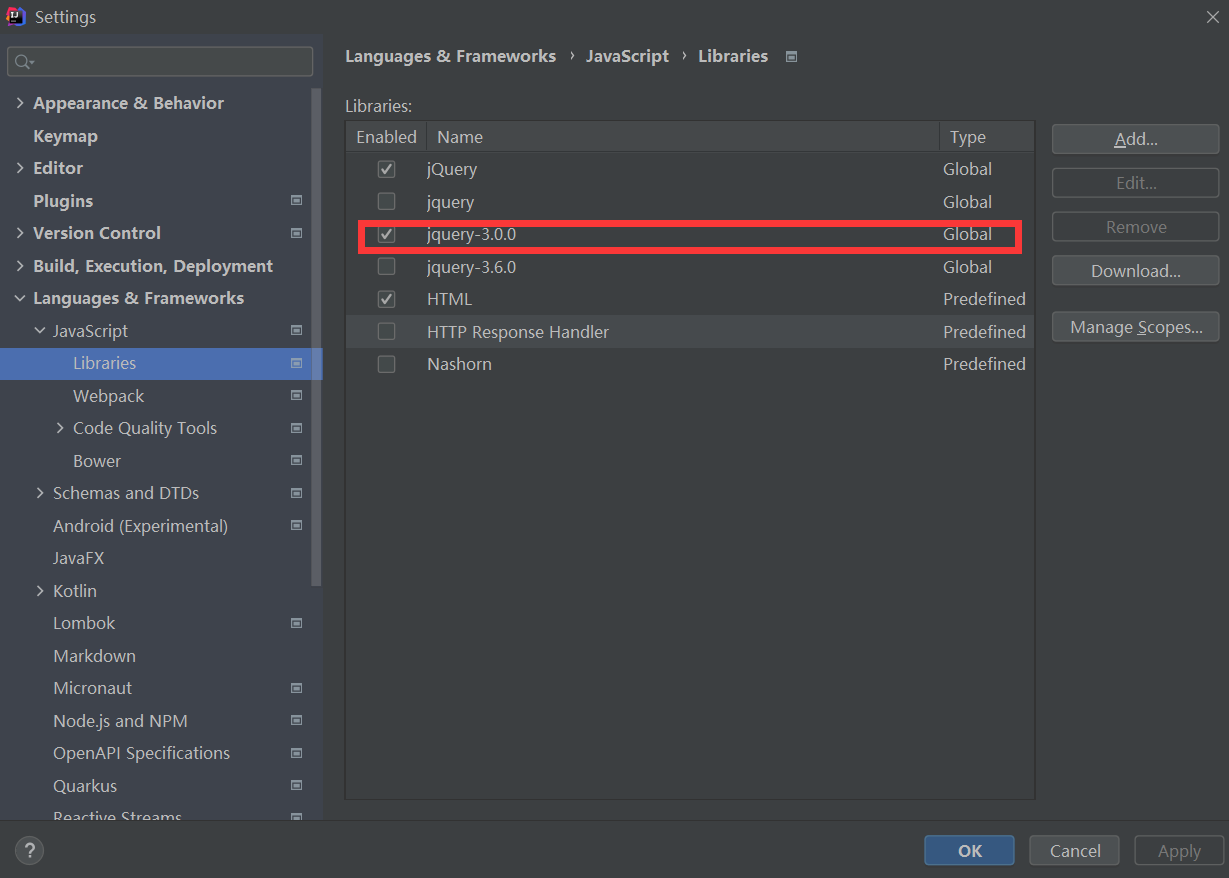 Settings
Languages & Frameworks › JavaScript › Libraries
Appearance & Behavior
Keymap
Editor
Plugins
Version Control
Build, Execution, Deployment
Languages & Frameworks
JavaScript
Libraries
Webpack
Code Quality Tools
Bower
Schemas and DTDs
Android (Experimental)
JavaFX
Kotlin
Lombok
Markdown
Micronaut
Node.js and NPM
OpenAPI Specifications
Quarkus
Reactive Streams
Libraries:
Enabled Name Type
jQuery Global
jquery Global
jquery-3.0.0 Global
jquery-3.6.0 Global
HTML Predefined
HTTP Response Handler Predefined
Nashorn Predefined
Add...
Edit...
Remove
Download...
Manage Scopes...
?
OK Cancel Apply